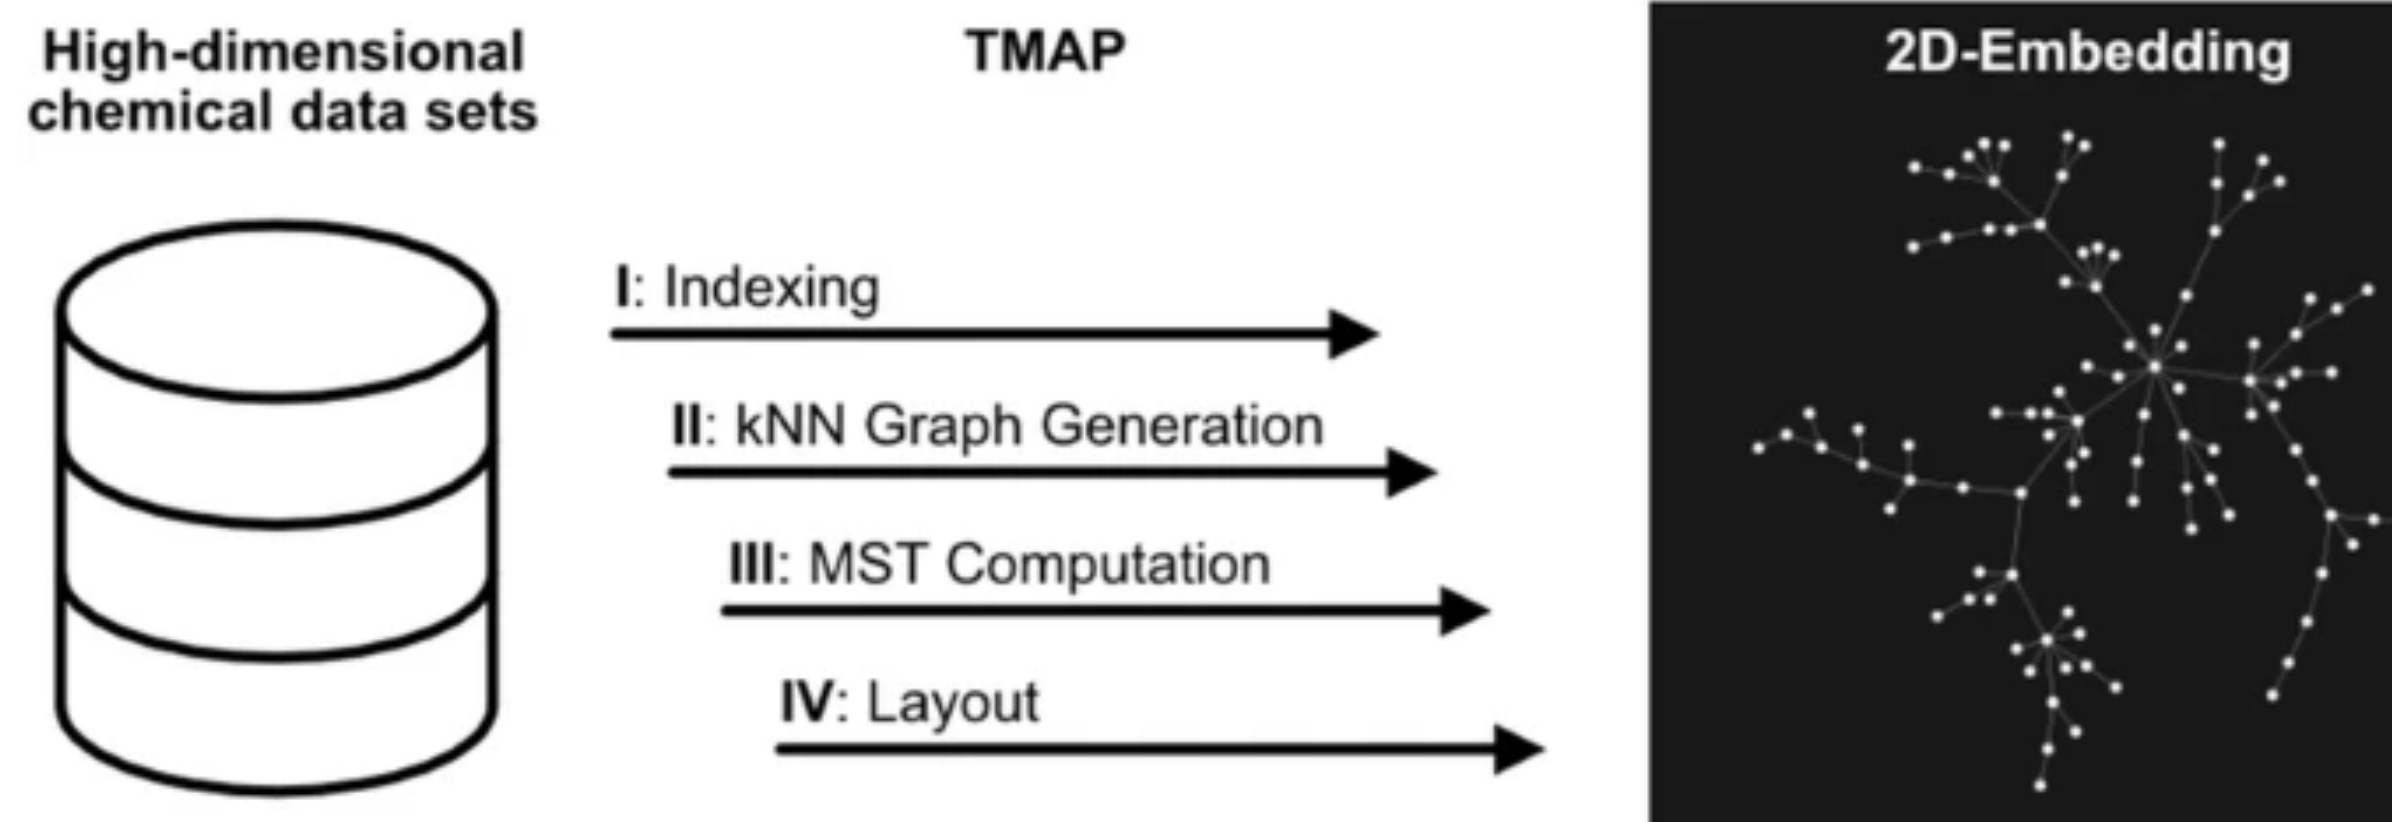 High-dimensional
chemical data sets
TMAP
I: Indexing
II: kNN Graph Generation
III: MST Computation
IV: Layout
2D-Embedding